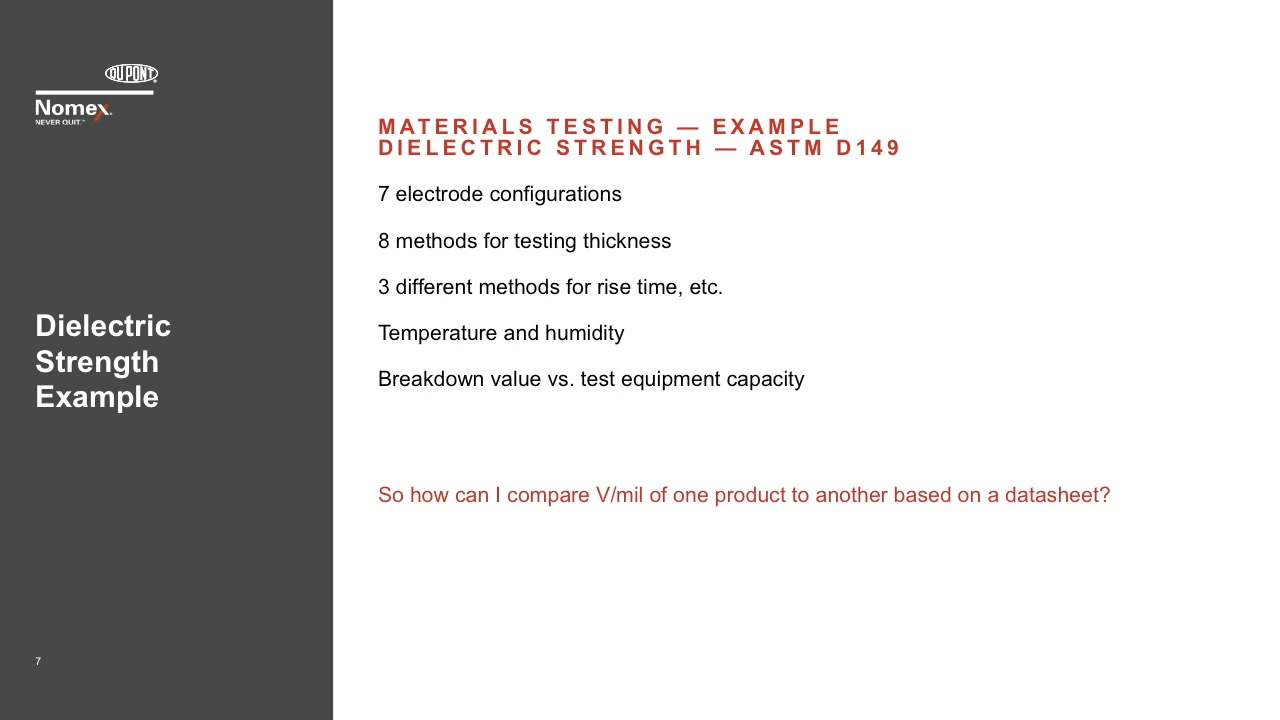 DU PONT®
Nomex®
NEVER QUIT.™
Dielectric
Strength
Example
7
MATERIALS TESTING — EXAMPLE
DIELECTRIC STRENGTH — ASTM D149
7 electrode configurations
8 methods for testing thickness
3 different methods for rise time, etc.
Temperature and humidity
Breakdown value vs. test equipment capacity
So how can I compare V/mil of one product to another based on a datasheet?